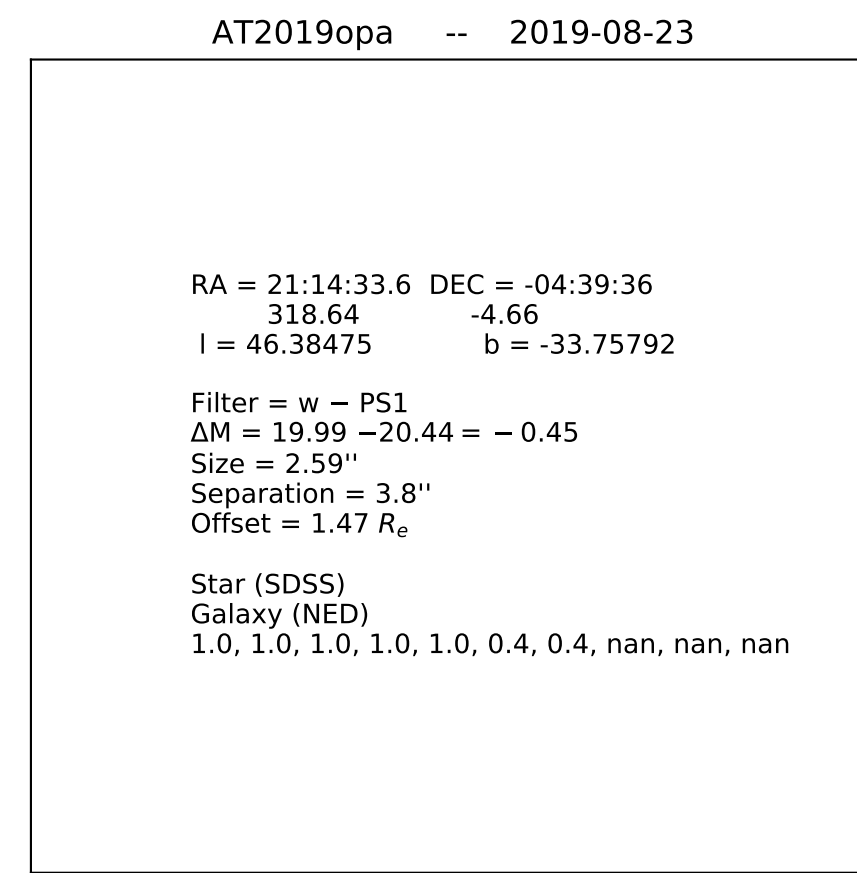 AT2019opa -- 2019-08-23
RA = 21:14:33.6 DEC = -04:39:36
318.64 -4.66
l = 46.38475 b = -33.75792
Filter = w − PS1
ΔM = 19.99 −20.44 = − 0.45
Size = 2.59''
Separation = 3.8''
Offset = 1.47 Rₑ
Star (SDSS)
Galaxy (NED)
1.0, 1.0, 1.0, 1.0, 1.0, 0.4, 0.4, nan, nan, nan